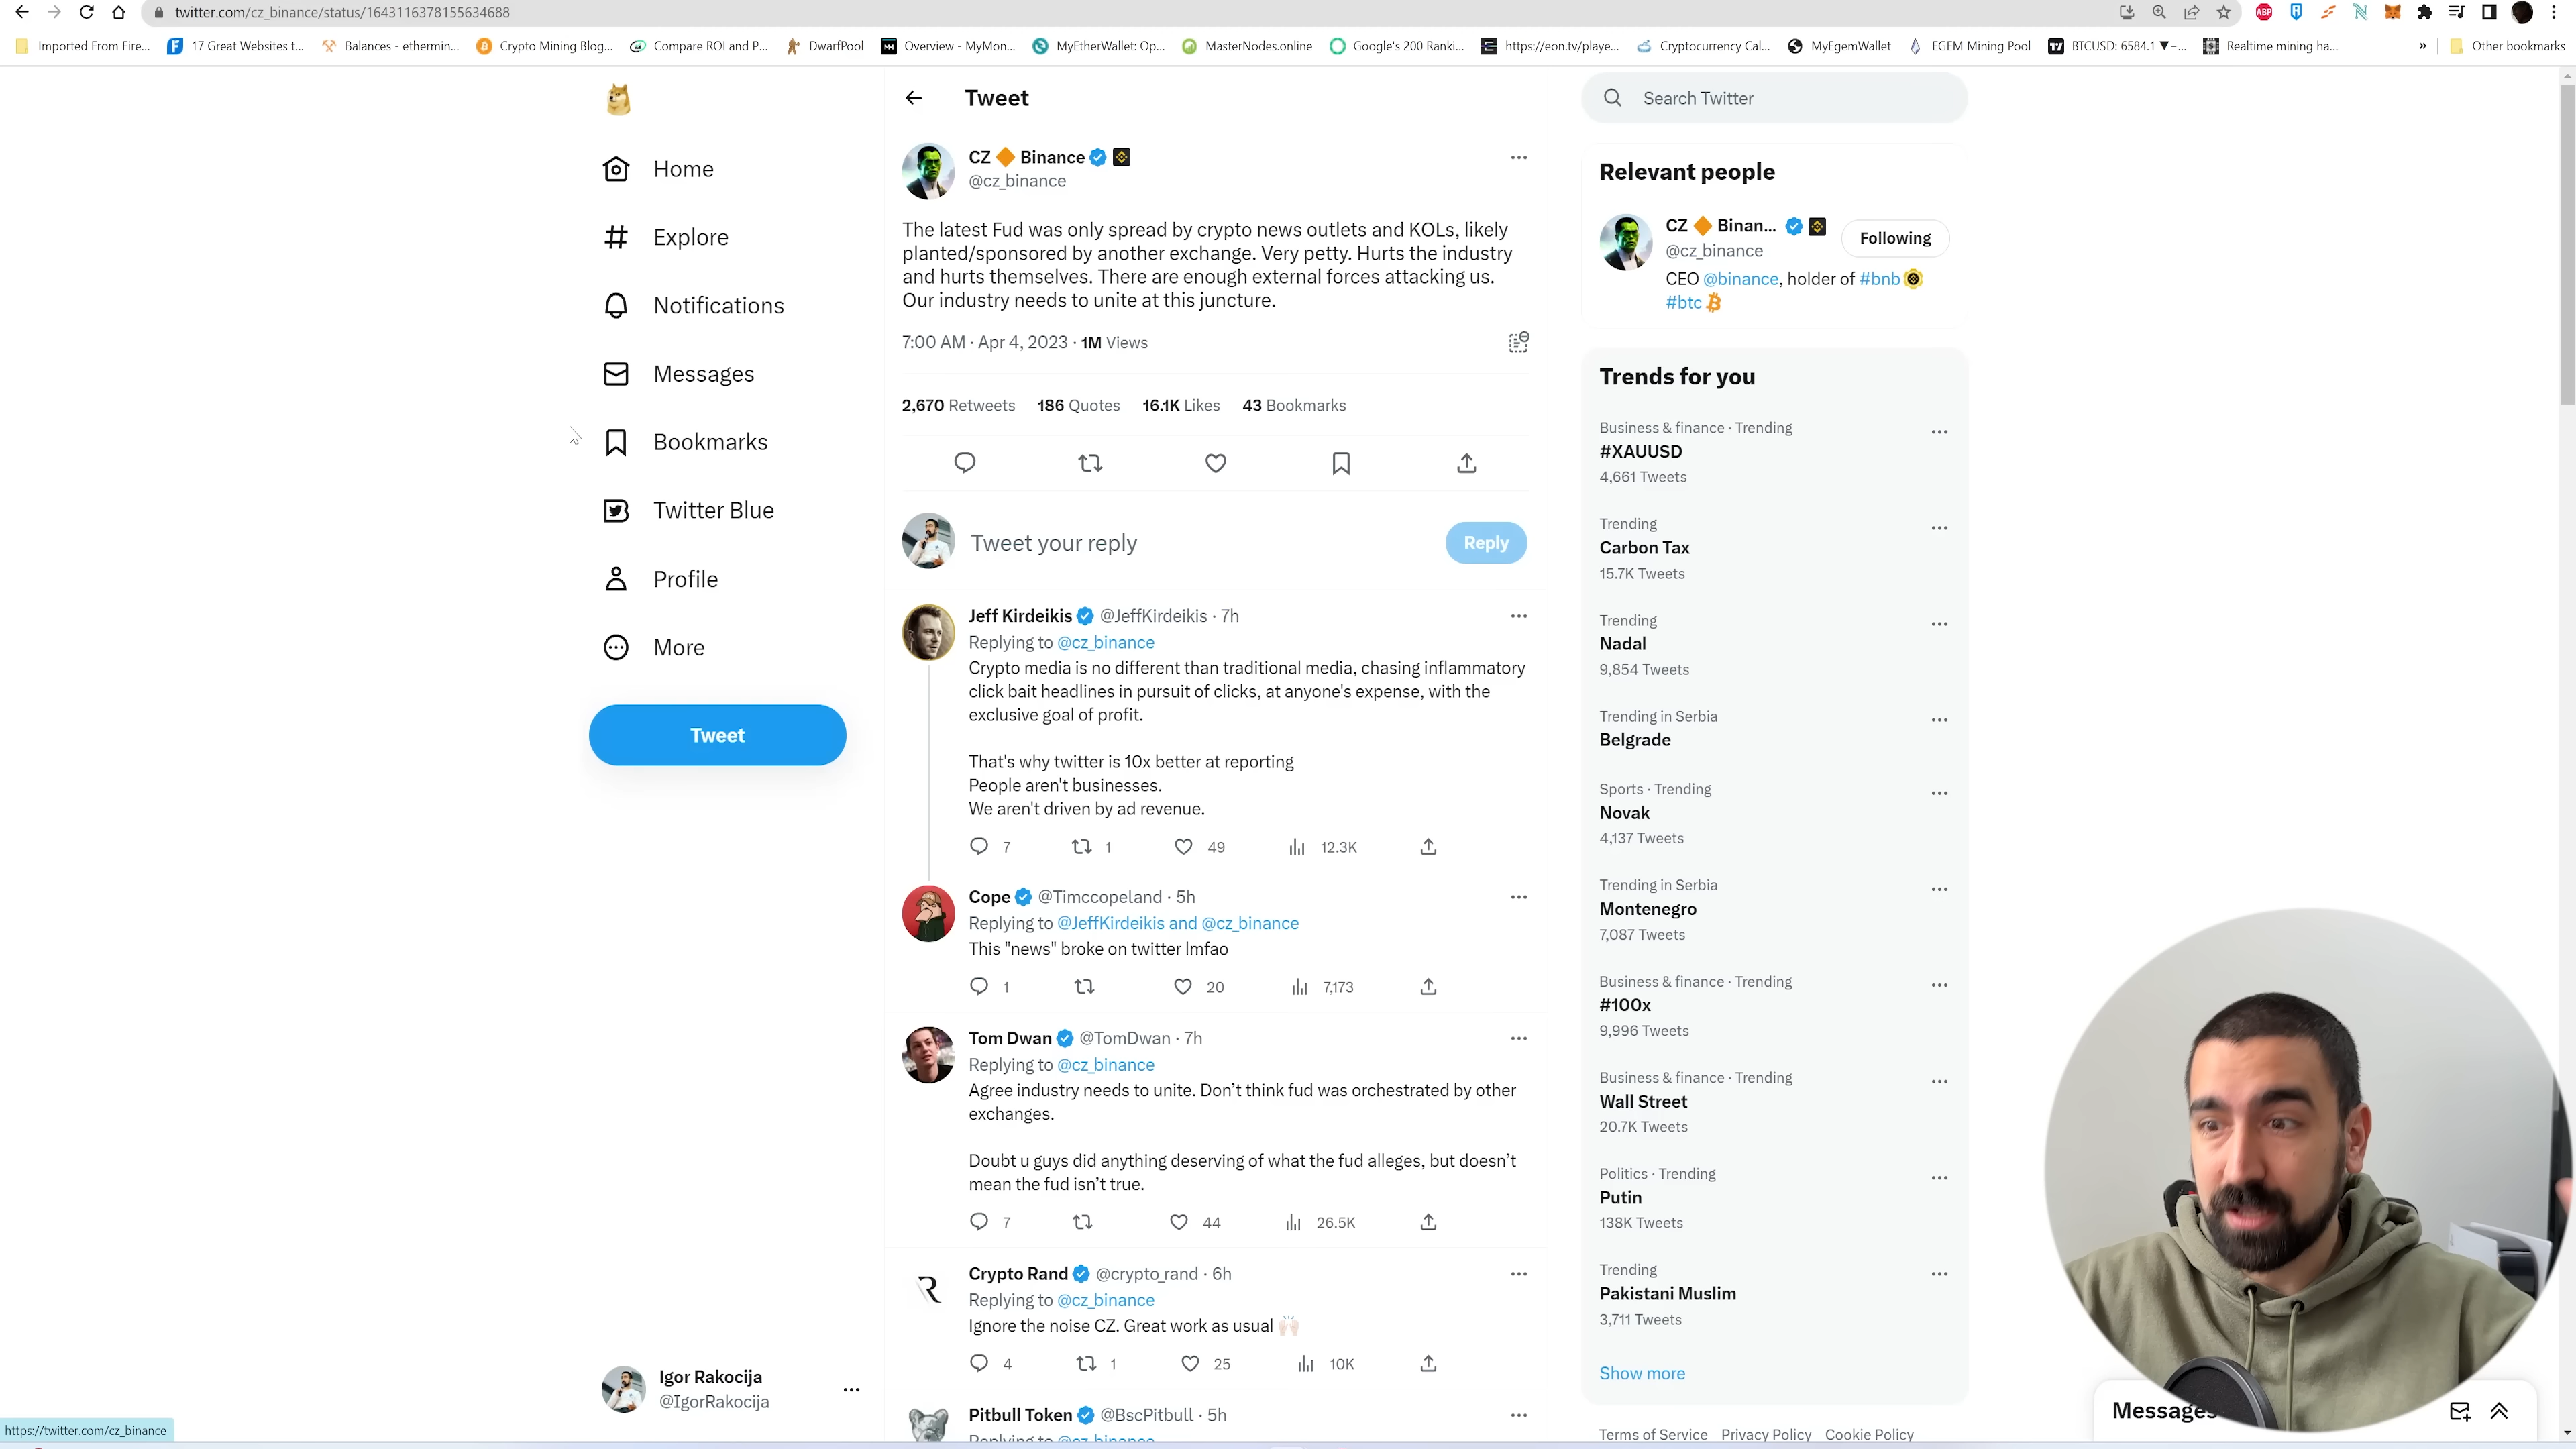 twitter.com/cz_binance/status/1643116378155634688
Imported From Fire...
17 Great Websites t...
Balances - ethermin...
Crypto Mining Blog...
Compare ROI and P...
DwarfPool
Overview - MyMon...
MyEtherWallet: Op...
MasterNodes.online
Google's 200 Ranki...
https://eon.tv/playe...
Cryptocurrency Cal...
MyEgemWallet
EGEM Mining Pool
BTCUSD: 6584.1 ▼−...
Realtime mining ha...
»
Other bookmarks
Home
Explore
Notifications
Messages
Bookmarks
Twitter Blue
Profile
More
Tweet
Igor Rakocija
@IgorRakocija
https://twitter.com/cz_binance
Tweet
CZ 🔶 Binance
@cz_binance
The latest Fud was only spread by crypto news outlets and KOLs, likely
planted/sponsored by another exchange. Very petty. Hurts the industry
and hurts themselves. There are enough external forces attacking us.
Our industry needs to unite at this juncture.
7:00 AM · Apr 4, 2023 · 1M Views
2,670 Retweets 186 Quotes 16.1K Likes 43 Bookmarks
Tweet your reply
Reply
Jeff Kirdeikis @JeffKirdeikis · 7h
Replying to @cz_binance
Crypto media is no different than traditional media, chasing inflammatory
click bait headlines in pursuit of clicks, at anyone's expense, with the
exclusive goal of profit.
That's why twitter is 10x better at reporting
People aren't businesses.
We aren't driven by ad revenue.
7 1 49 12.3K
Cope @Timccopeland · 5h
Replying to @JeffKirdeikis and @cz_binance
This "news" broke on twitter lmfao
1 20 7,173
Tom Dwan @TomDwan · 7h
Replying to @cz_binance
Agree industry needs to unite. Don’t think fud was orchestrated by other
exchanges.
Doubt u guys did anything deserving of what the fud alleges, but doesn’t
mean the fud isn’t true.
7 44 26.5K
Crypto Rand @crypto_rand · 6h
Replying to @cz_binance
Ignore the noise CZ. Great work as usual 🙌🏻
4 1 25 10K
Pitbull Token @BscPitbull · 5h
Replying to @cz_binance
Search Twitter
Relevant people
CZ 🔶 Binan...
@cz_binance
Following
CEO @binance, holder of #bnb
#btc
Trends for you
Business & finance · Trending
#XAUUSD
4,661 Tweets
Trending
Carbon Tax
15.7K Tweets
Trending
Nadal
9,854 Tweets
Trending in Serbia
Belgrade
Sports · Trending
Novak
4,137 Tweets
Trending in Serbia
Montenegro
7,087 Tweets
Business & finance · Trending
#100x
9,996 Tweets
Business & finance · Trending
Wall Street
20.7K Tweets
Politics · Trending
Putin
138K Tweets
Trending
Pakistani Muslim
3,711 Tweets
Show more
Terms of Service Privacy Policy Cookie Policy
Messages